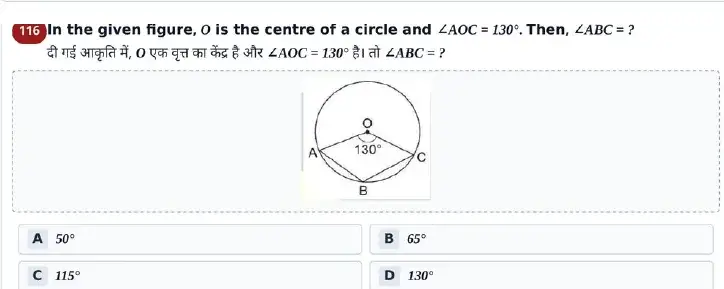 116 In the given figure, O is the centre of a circle and ∠AOC = 130°. Then, ∠ABC = ?
दी गई आकृति में, O एक वृत्त का केंद्र है और ∠AOC = 130° है। तो ∠ABC = ?
O
A 130° C
B
A 50°
B 65°
C 115°
D 130°